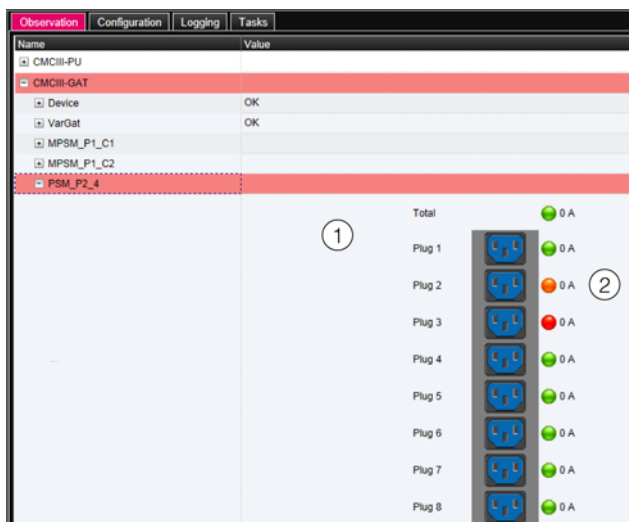 Observation Configuration Logging Tasks
Name Value
CMCIII-PU
CMCIII-GAT
Device OK
VarGat OK
MPSM_P1_C1
MPSM_P1_C2
PSM_P2_4
Total 0 A
1
Plug 1 0 A
Plug 2 0 A 2
Plug 3 0 A
Plug 4 0 A
Plug 5 0 A
Plug 6 0 A
Plug 7 0 A
Plug 8 0 A